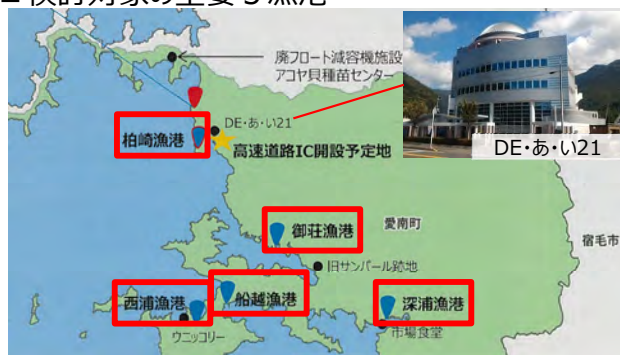 検討対象の主要5漁港
廃フロート減容機施設
アコヤ貝種苗センター
DE・あ・い21
柏崎漁港
高速道路IC開設予定地
DE・あ・い21
御荘漁港
愛南町
宿毛市
旧サンパール跡地
西浦漁港
船越漁港
深浦漁港
ウニッコリー
市場食堂